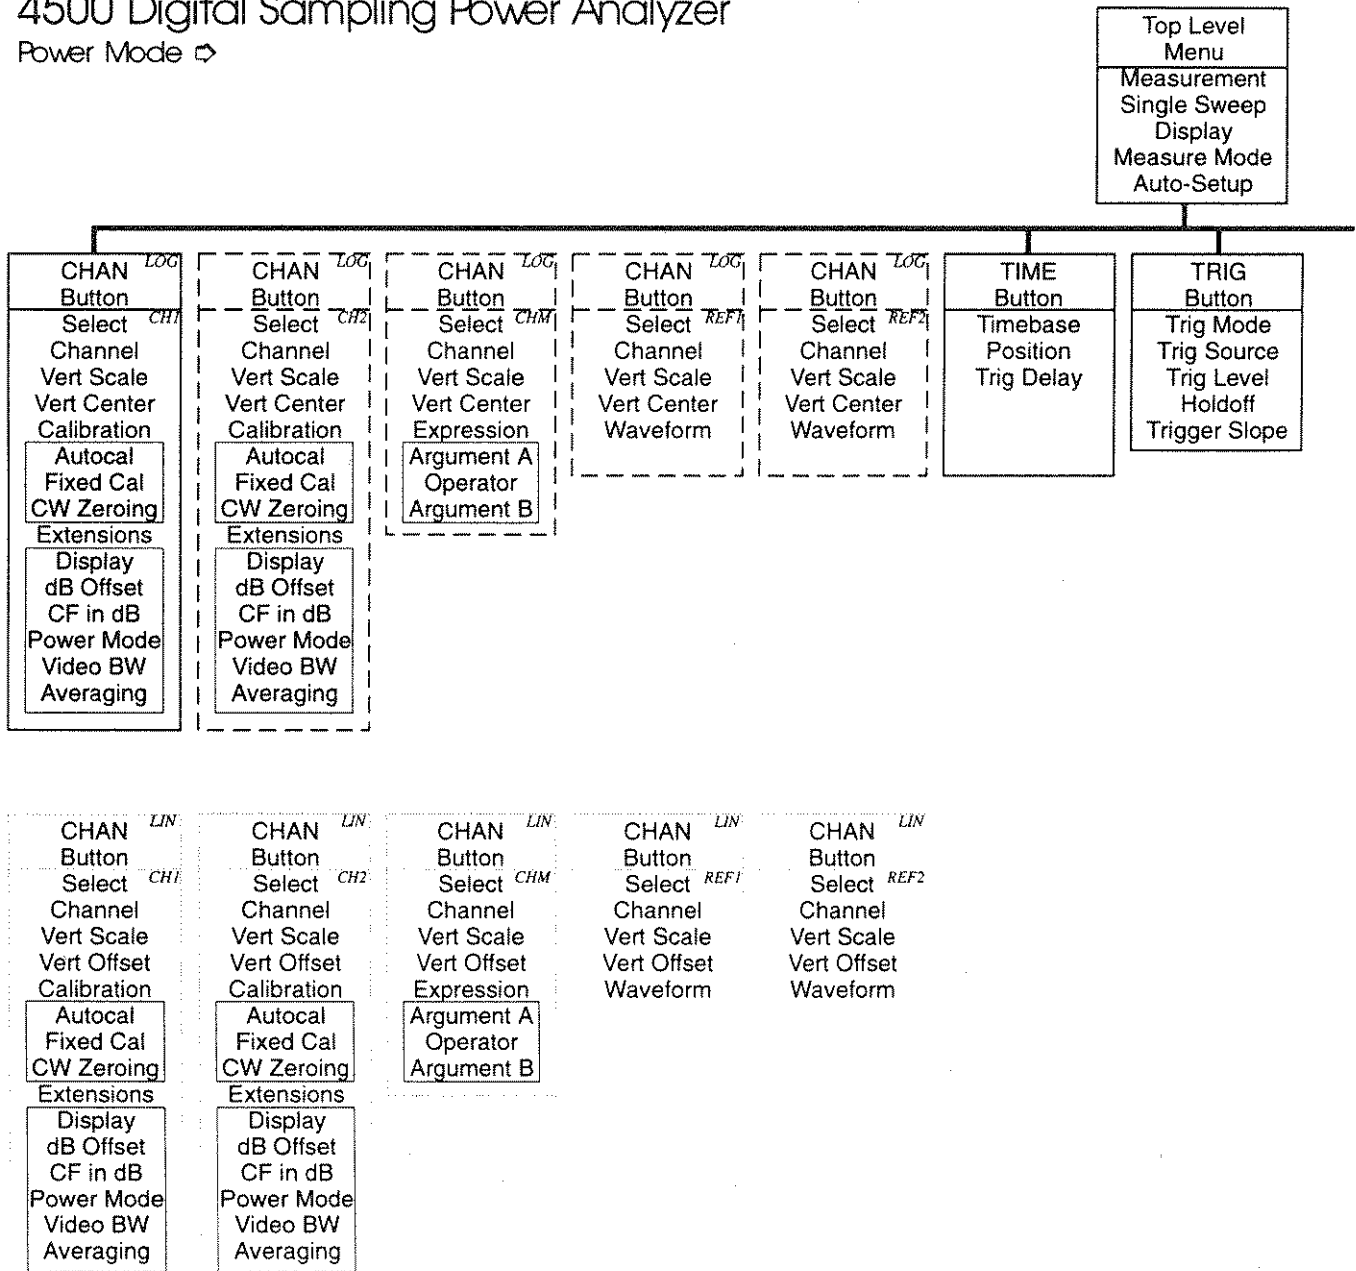 4500 Digital Sampling Power Analyzer
Power Mode ➩
Top Level
Menu
Measurement
Single Sweep
Display
Measure Mode
Auto-Setup
CHAN LOG
Button
Select CH1
Channel
Vert Scale
Vert Center
Calibration
Autocal
Fixed Cal
CW Zeroing
Extensions
Display
dB Offset
CF in dB
Power Mode
Video BW
Averaging
CHAN LOG
Button
Select CH2
Channel
Vert Scale
Vert Center
Calibration
Autocal
Fixed Cal
CW Zeroing
Extensions
Display
dB Offset
CF in dB
Power Mode
Video BW
Averaging
CHAN LOG
Button
Select CHM
Channel
Vert Scale
Vert Center
Expression
Argument A
Operator
Argument B
CHAN LOG
Button
Select REF1
Channel
Vert Scale
Vert Center
Waveform
CHAN LOG
Button
Select REF2
Channel
Vert Scale
Vert Center
Waveform
TIME
Button
Timebase
Position
Trig Delay
TRIG
Button
Trig Mode
Trig Source
Trig Level
Holdoff
Trigger Slope
CHAN LIN
Button
Select CH1
Channel
Vert Scale
Vert Offset
Calibration
Autocal
Fixed Cal
CW Zeroing
Extensions
Display
dB Offset
CF in dB
Power Mode
Video BW
Averaging
CHAN LIN
Button
Select CH2
Channel
Vert Scale
Vert Offset
Calibration
Autocal
Fixed Cal
CW Zeroing
Extensions
Display
dB Offset
CF in dB
Power Mode
Video BW
Averaging
CHAN LIN
Button
Select CHM
Channel
Vert Scale
Vert Offset
Expression
Argument A
Operator
Argument B
CHAN LIN
Button
Select REF1
Channel
Vert Scale
Vert Offset
Waveform
CHAN LIN
Button
Select REF2
Channel
Vert Scale
Vert Offset
Waveform